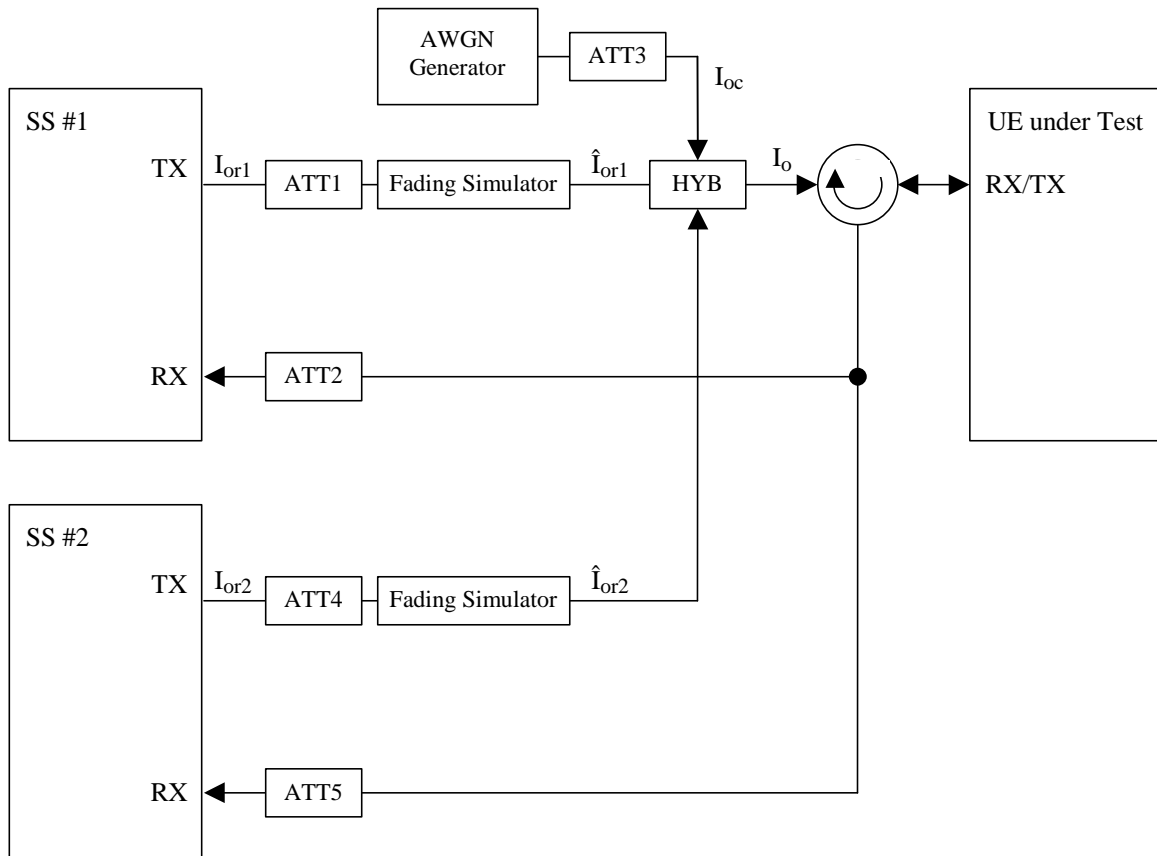 AWGN
Generator
ATT3
I_oc
SS #1
UE under Test
TX
I_or1
ATT1
Fading Simulator
Î_or1
HYB
I_o
RX/TX
RX
ATT2
SS #2
TX
I_or2
ATT4
Fading Simulator
Î_or2
RX
ATT5